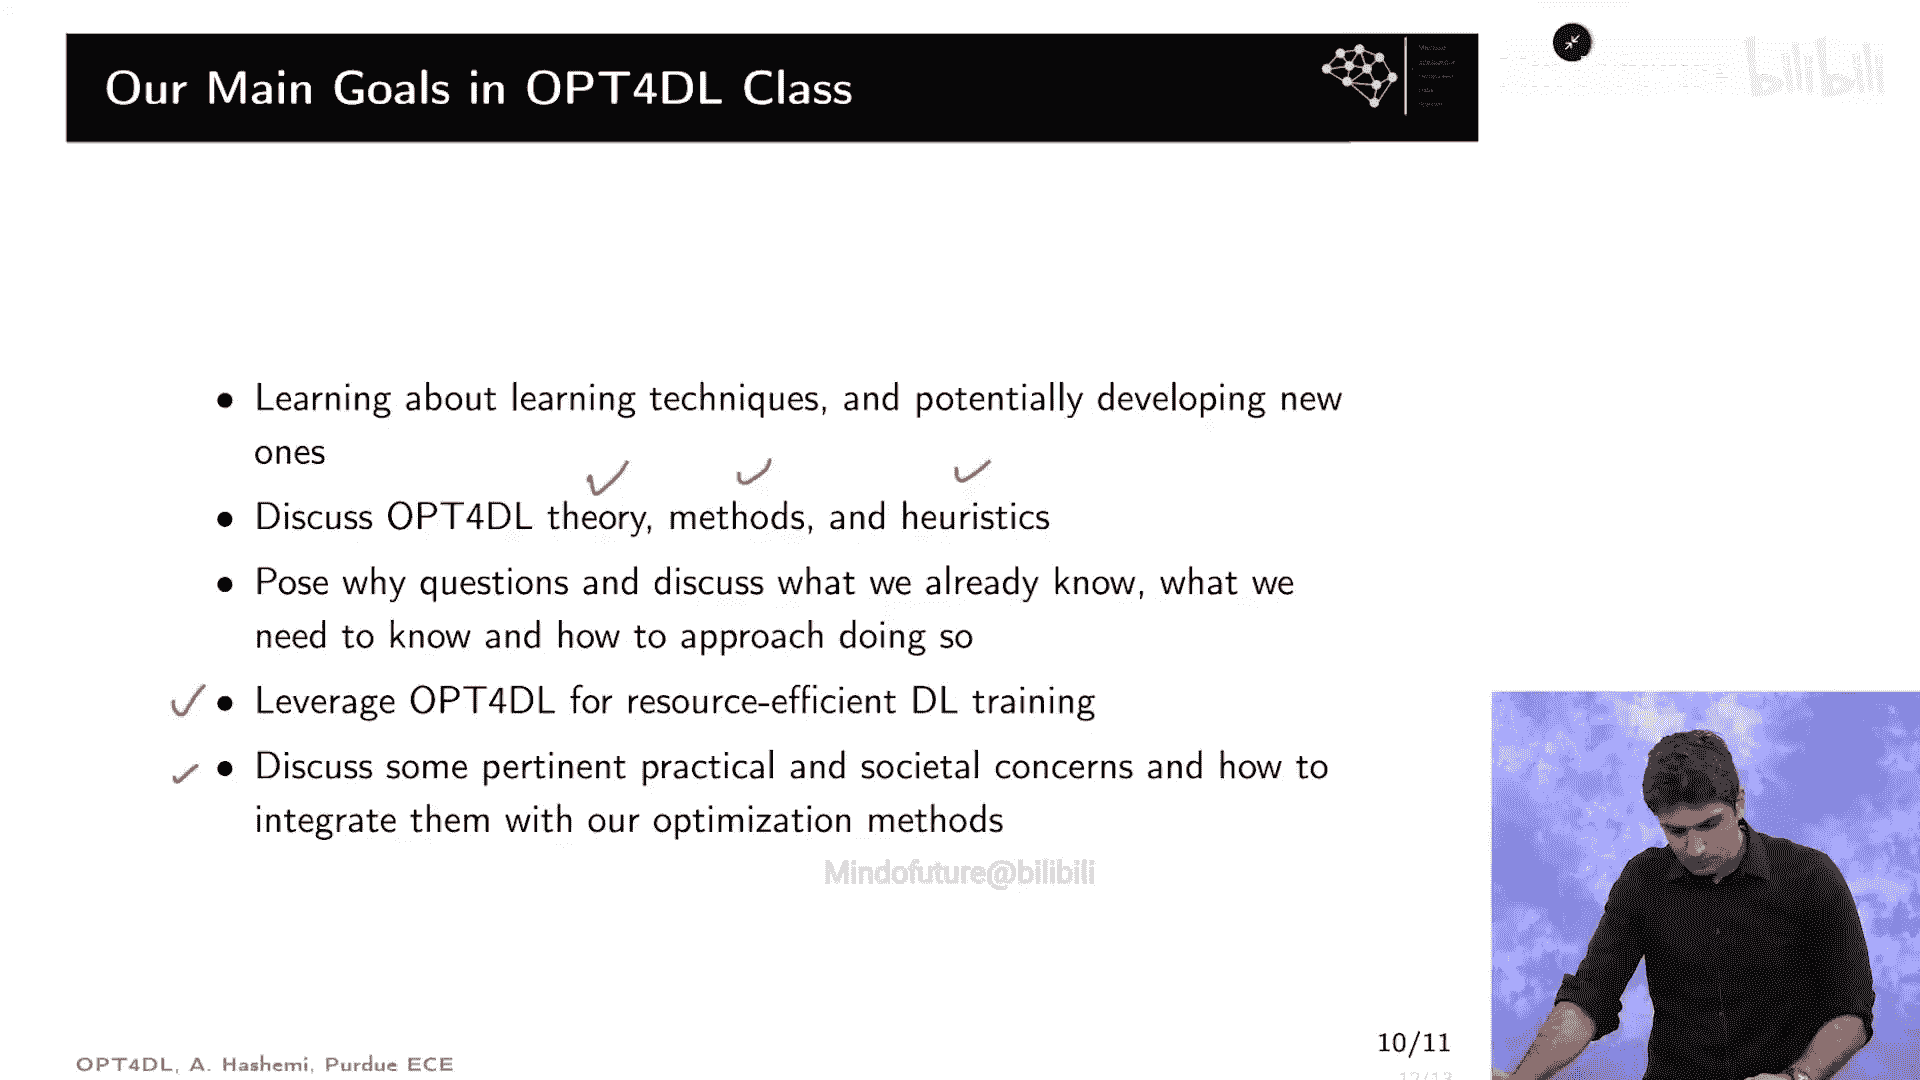 Our Main Goals in OPT4DL Class
bilibili
• Learning about learning techniques, and potentially developing new
ones
• Discuss OPT4DL theory, methods, and heuristics
• Pose why questions and discuss what we already know, what we
need to know and how to approach doing so
• Leverage OPT4DL for resource-efficient DL training
• Discuss some pertinent practical and societal concerns and how to
integrate them with our optimization methods
Mindofuture@bilibili
10/11
12/13
OPT4DL, A. Hashemi, Purdue ECE